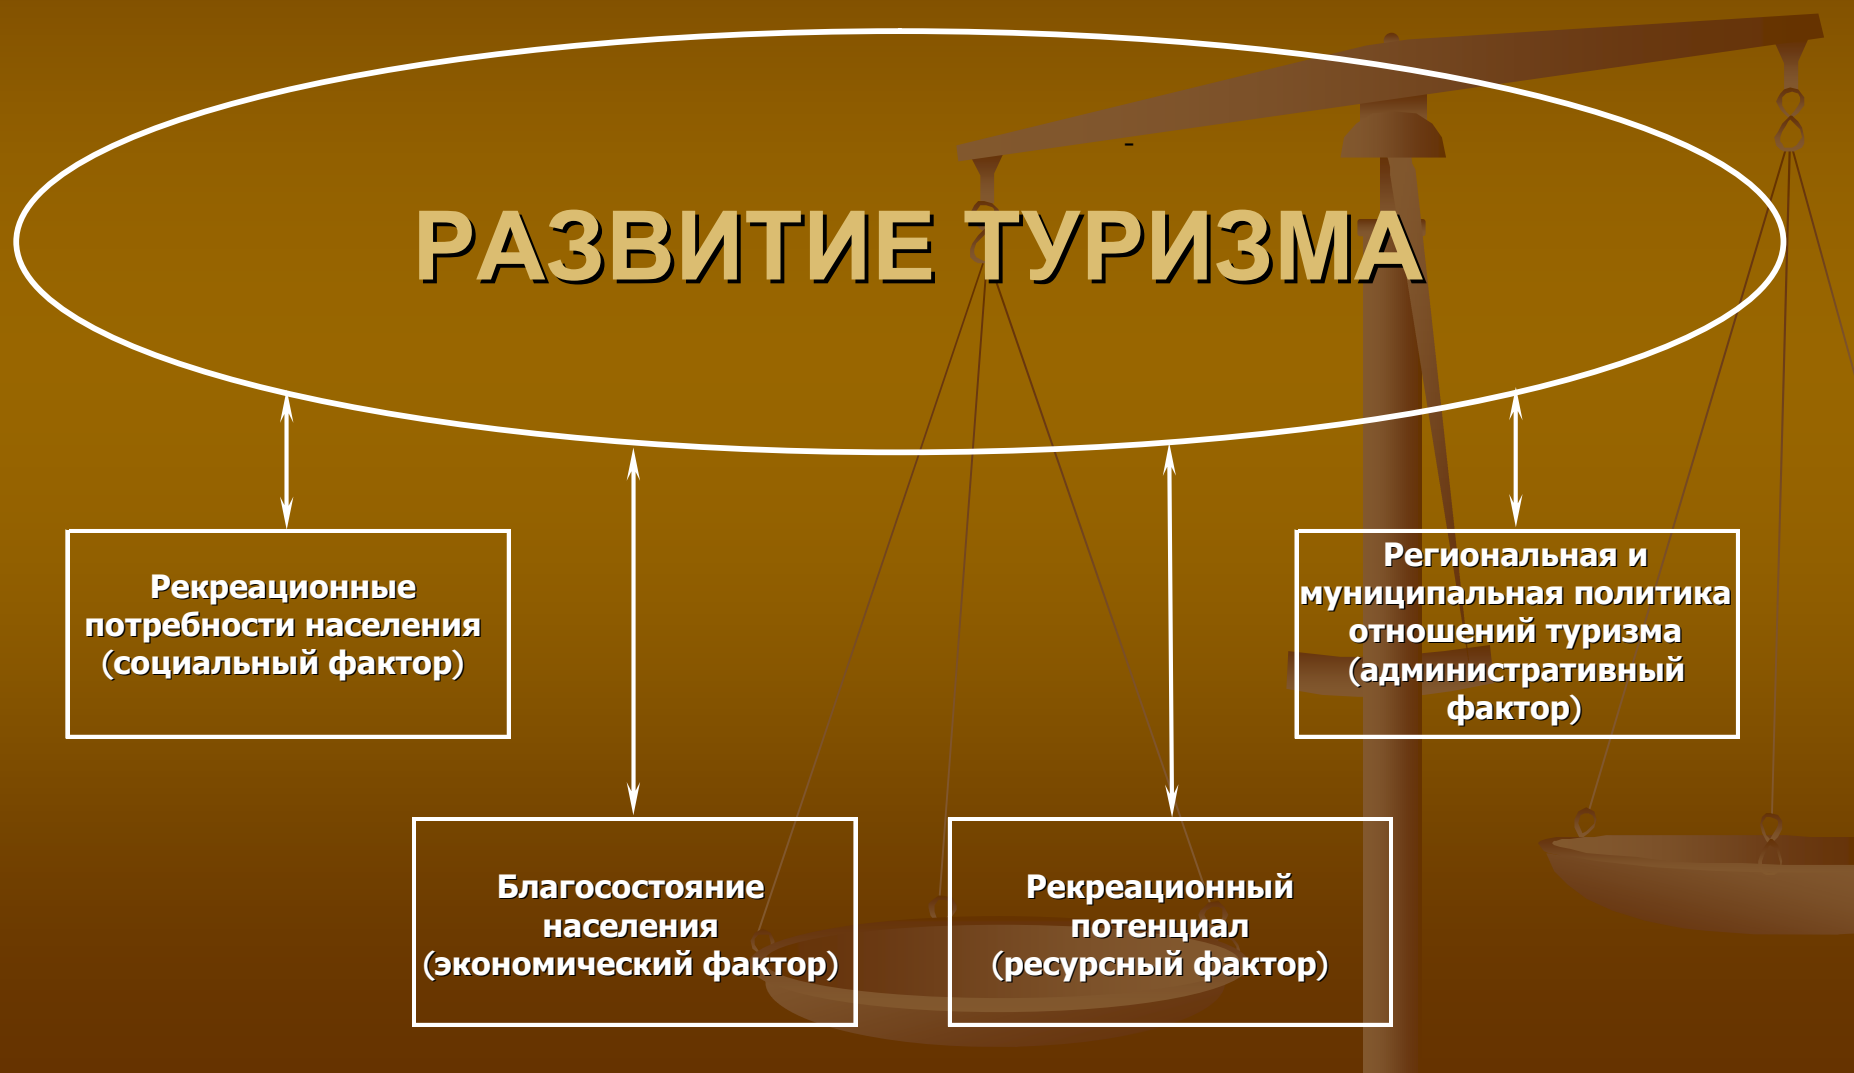 -
РАЗВИТИЕ ТУРИЗМА
Рекреационные
потребности населения
(социальный фактор)
Региональная и
муниципальная политика
отношений туризма
(административный
фактор)
Благосостояние
населения
(экономический фактор)
Рекреационный
потенциал
(ресурсный фактор)